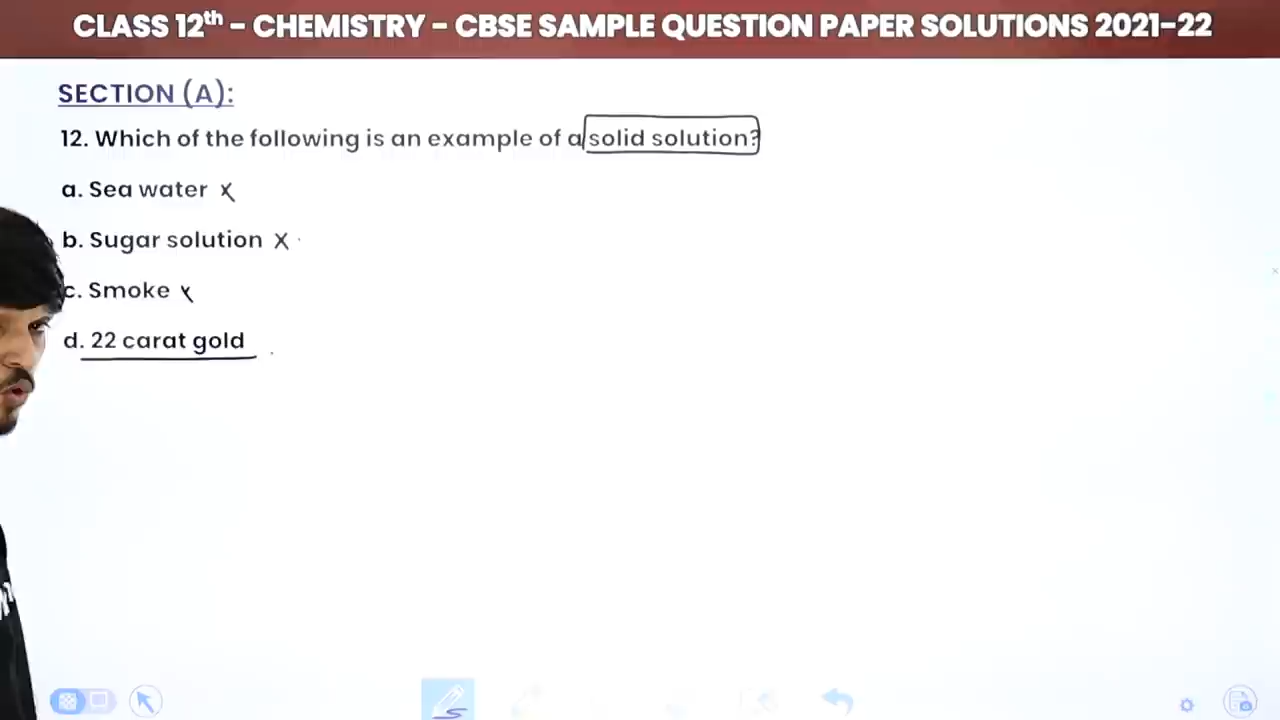 CLASS 12th - CHEMISTRY - CBSE SAMPLE QUESTION PAPER SOLUTIONS 2021-22
SECTION (A):
12. Which of the following is an example of a solid solution?
a. Sea water x
b. Sugar solution x
c. Smoke x
d. 22 carat gold